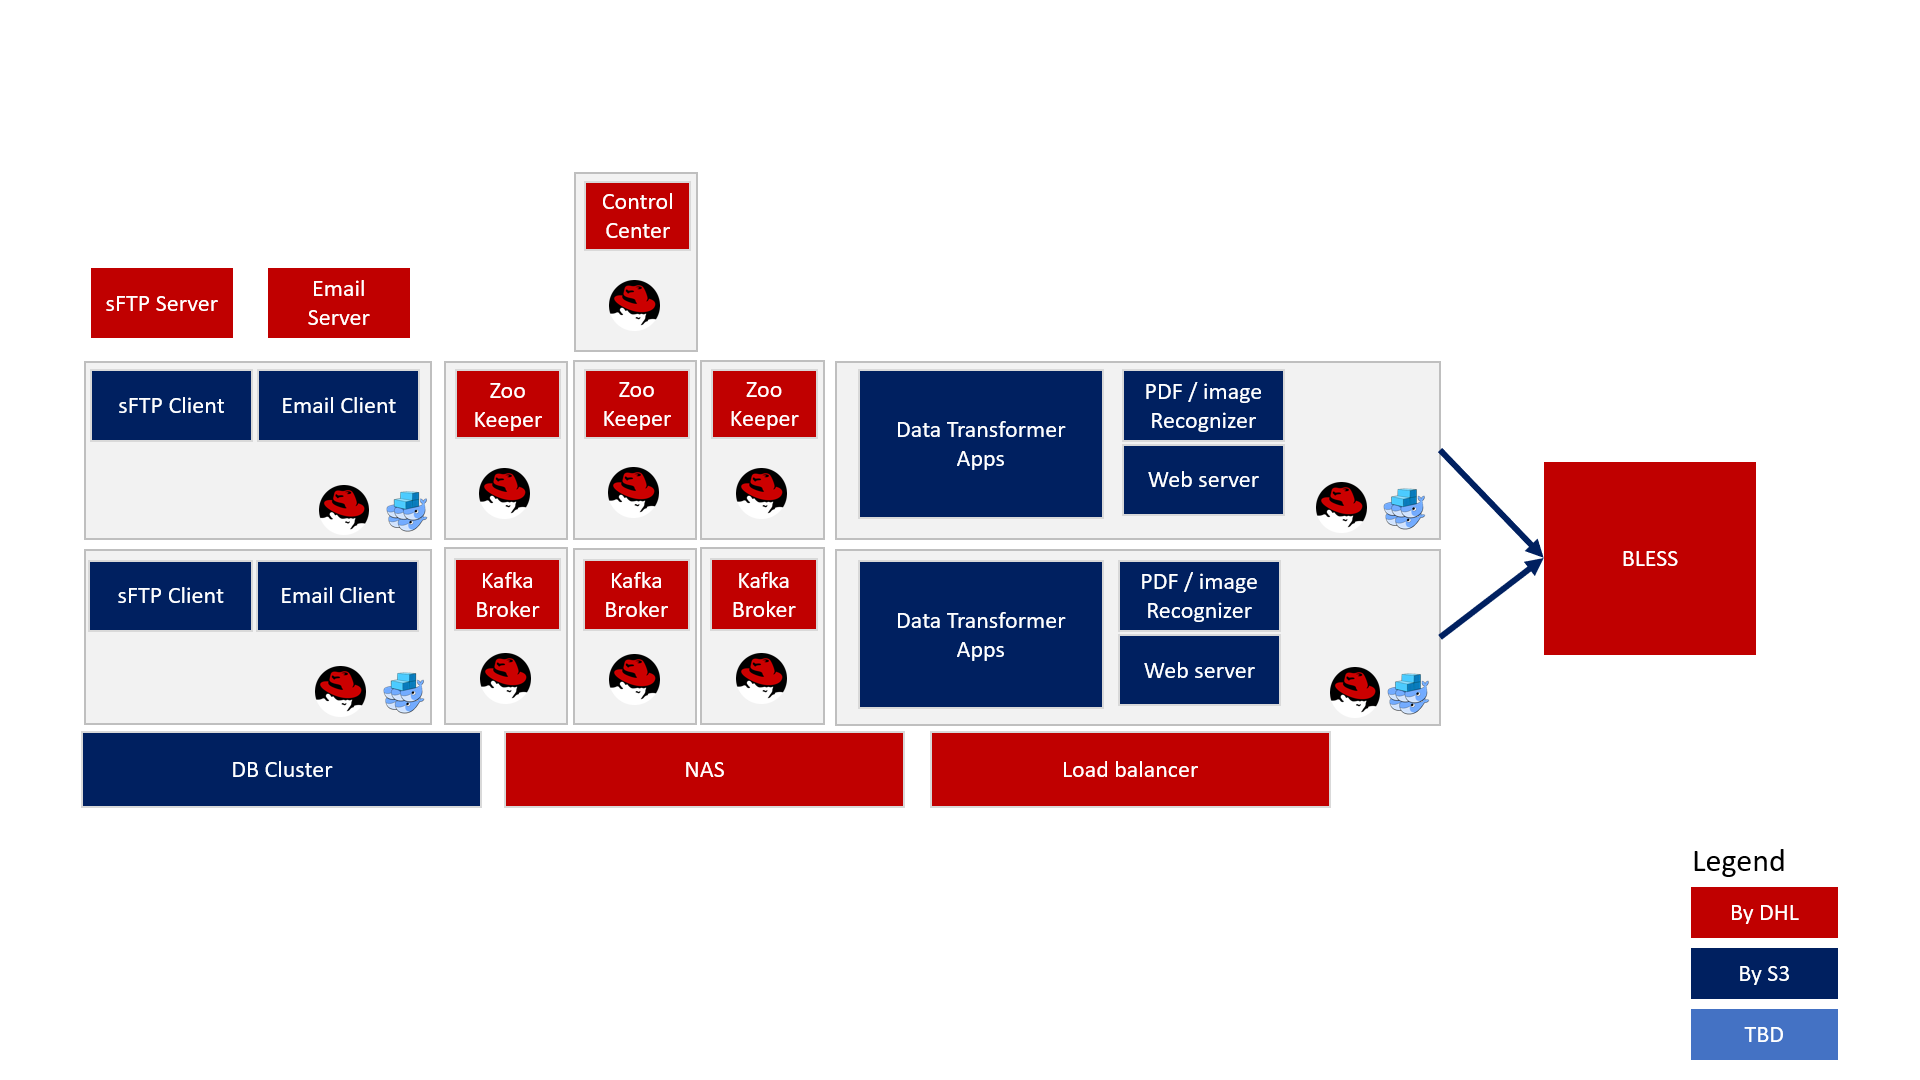 Control
Center
sFTP Server
Email
Server
sFTP Client
Email Client
Zoo
Keeper
Zoo
Keeper
Zoo
Keeper
Data Transformer
Apps
PDF / image
Recognizer
Web server
BLESS
sFTP Client
Email Client
Kafka
Broker
Kafka
Broker
Kafka
Broker
Data Transformer
Apps
PDF / image
Recognizer
Web server
DB Cluster
NAS
Load balancer
Legend
By DHL
By S3
TBD